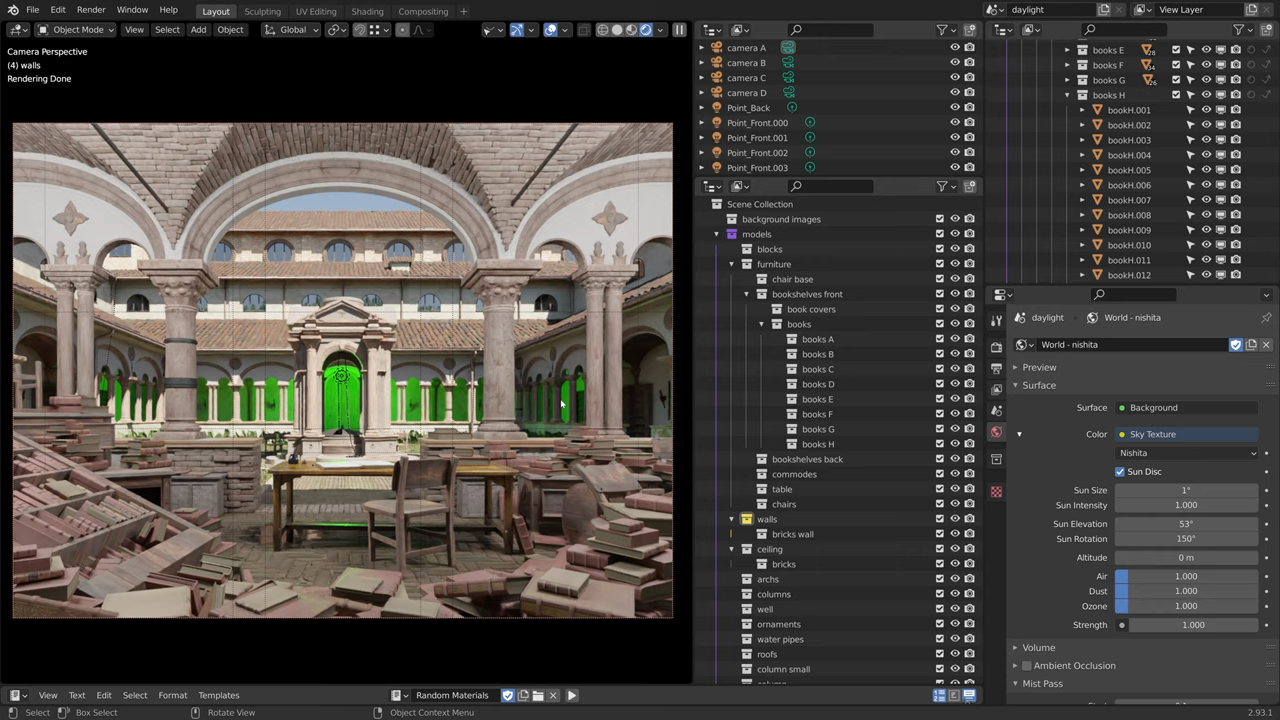 File Edit Render Window Help Layout Sculpting UV Editing Shading Compositing + daylight View Layer
Object Mode View Select Add Object Global
Camera Perspective
(4) walls
Rendering Done
camera A
camera B
camera C
camera D
Point_Back
Point_Front.000
Point_Front.001
Point_Front.002
Point_Front.003
Scene Collection
background images
models
blocks
furniture
chair base
bookshelves front
book covers
books
books A
books B
books C
books D
books E
books F
books G
books H
bookshelves back
commodes
table
chairs
walls
bricks wall
ceiling
bricks
archs
columns
well
ornaments
water pipes
roofs
column small
books E
books F
books G
books H
bookH.001
bookH.002
bookH.003
bookH.004
bookH.005
bookH.006
bookH.007
bookH.008
bookH.009
bookH.010
bookH.011
bookH.012
daylight World - nishita
World - nishita
Preview
Surface
Surface Background
Color Sky Texture
Nishita
Sun Disc
Sun Size 1°
Sun Intensity 1.000
Sun Elevation 53°
Sun Rotation 150°
Altitude 0 m
Air 1.000
Dust 1.000
Ozone 1.000
Strength 1.000
Volume
Ambient Occlusion
Mist Pass
View Text Edit Select Format Templates Random Materials
Select Box Select Rotate View Object Context Menu 2.93.1